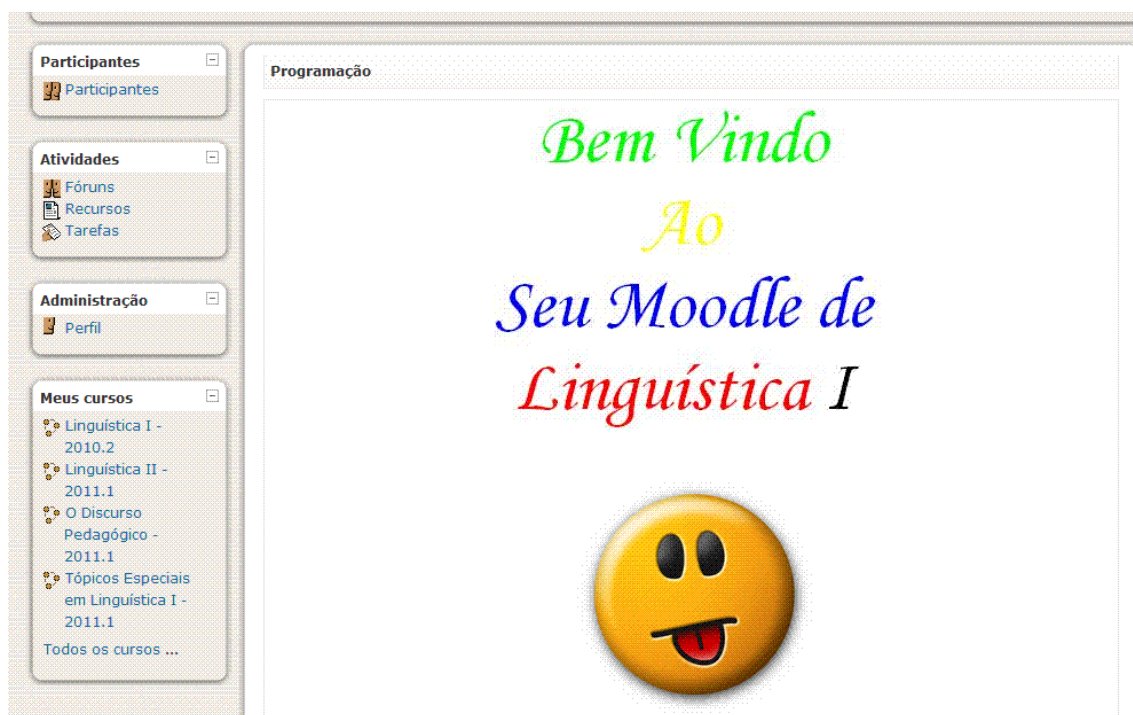 Participantes
Participantes
Atividades
Fóruns
Recursos
Tarefas
Administração
Perfil
Meus cursos
Linguística I -
2010.2
Linguística II -
2011.1
O Discurso
Pedagógico -
2011.1
Tópicos Especiais
em Linguística I -
2011.1
Todos os cursos ...
Programação
Bem Vindo
Ao
Seu Moodle de
Linguística I